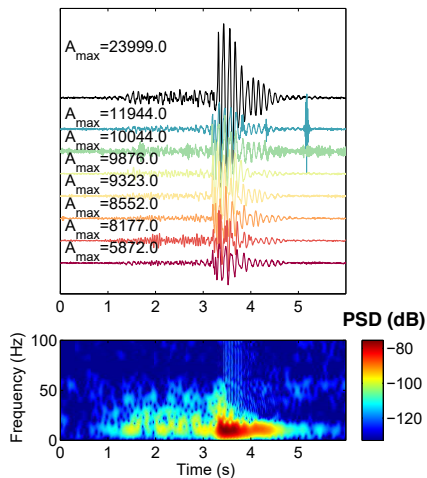 A_max=23999.0
A_max=11944.0
A_max=10044.0
A_max=9876.0
A_max=9323.0
A_max=8552.0
A_max=8177.0
A_max=5872.0
0 1 2 3 4 5
PSD (dB)
100
50
0
Frequency (Hz)
0 1 2 3 4 5
Time (s)
−80
−100
−120